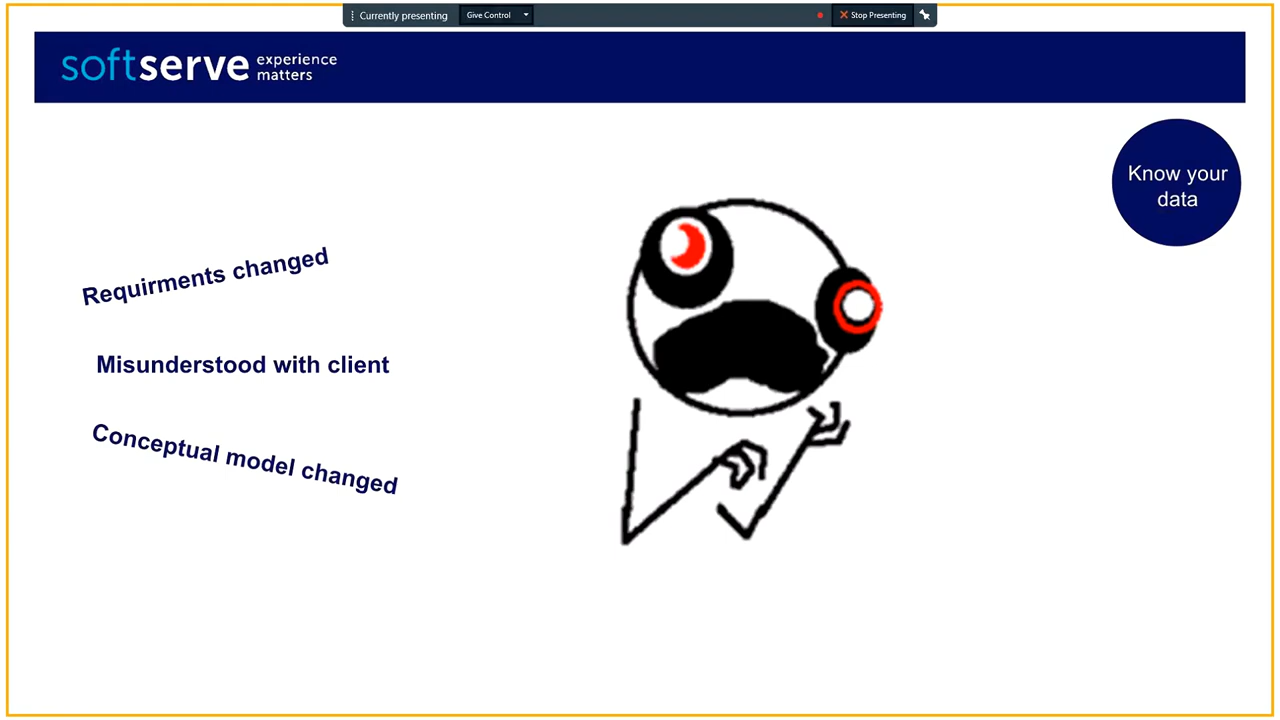 Currently presenting
Give Control
Stop Presenting
softserve experience
matters
Know your
data
Requirments changed
Misunderstood with client
Conceptual model changed